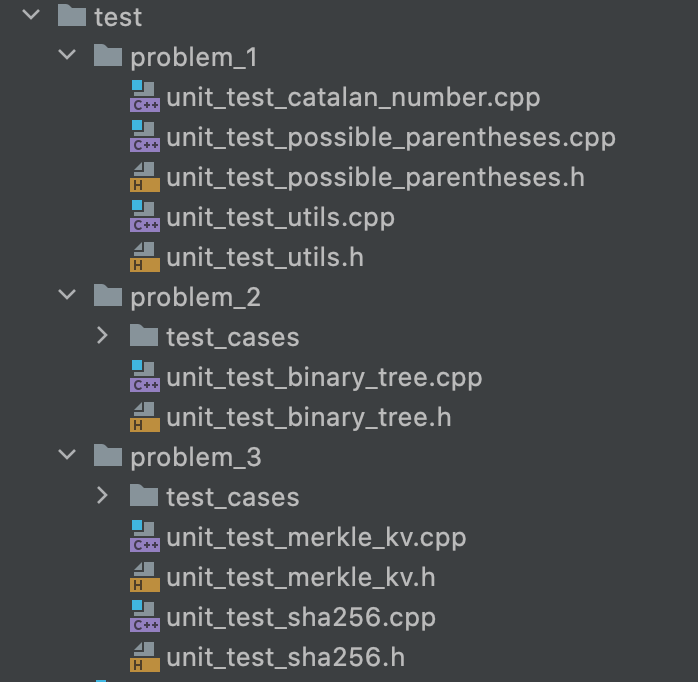 test
problem_1
C++ unit_test_catalan_number.cpp
C++ unit_test_possible_parentheses.cpp
H unit_test_possible_parentheses.h
C++ unit_test_utils.cpp
H unit_test_utils.h
problem_2
test_cases
C++ unit_test_binary_tree.cpp
H unit_test_binary_tree.h
problem_3
test_cases
C++ unit_test_merkle_kv.cpp
H unit_test_merkle_kv.h
C++ unit_test_sha256.cpp
H unit_test_sha256.h